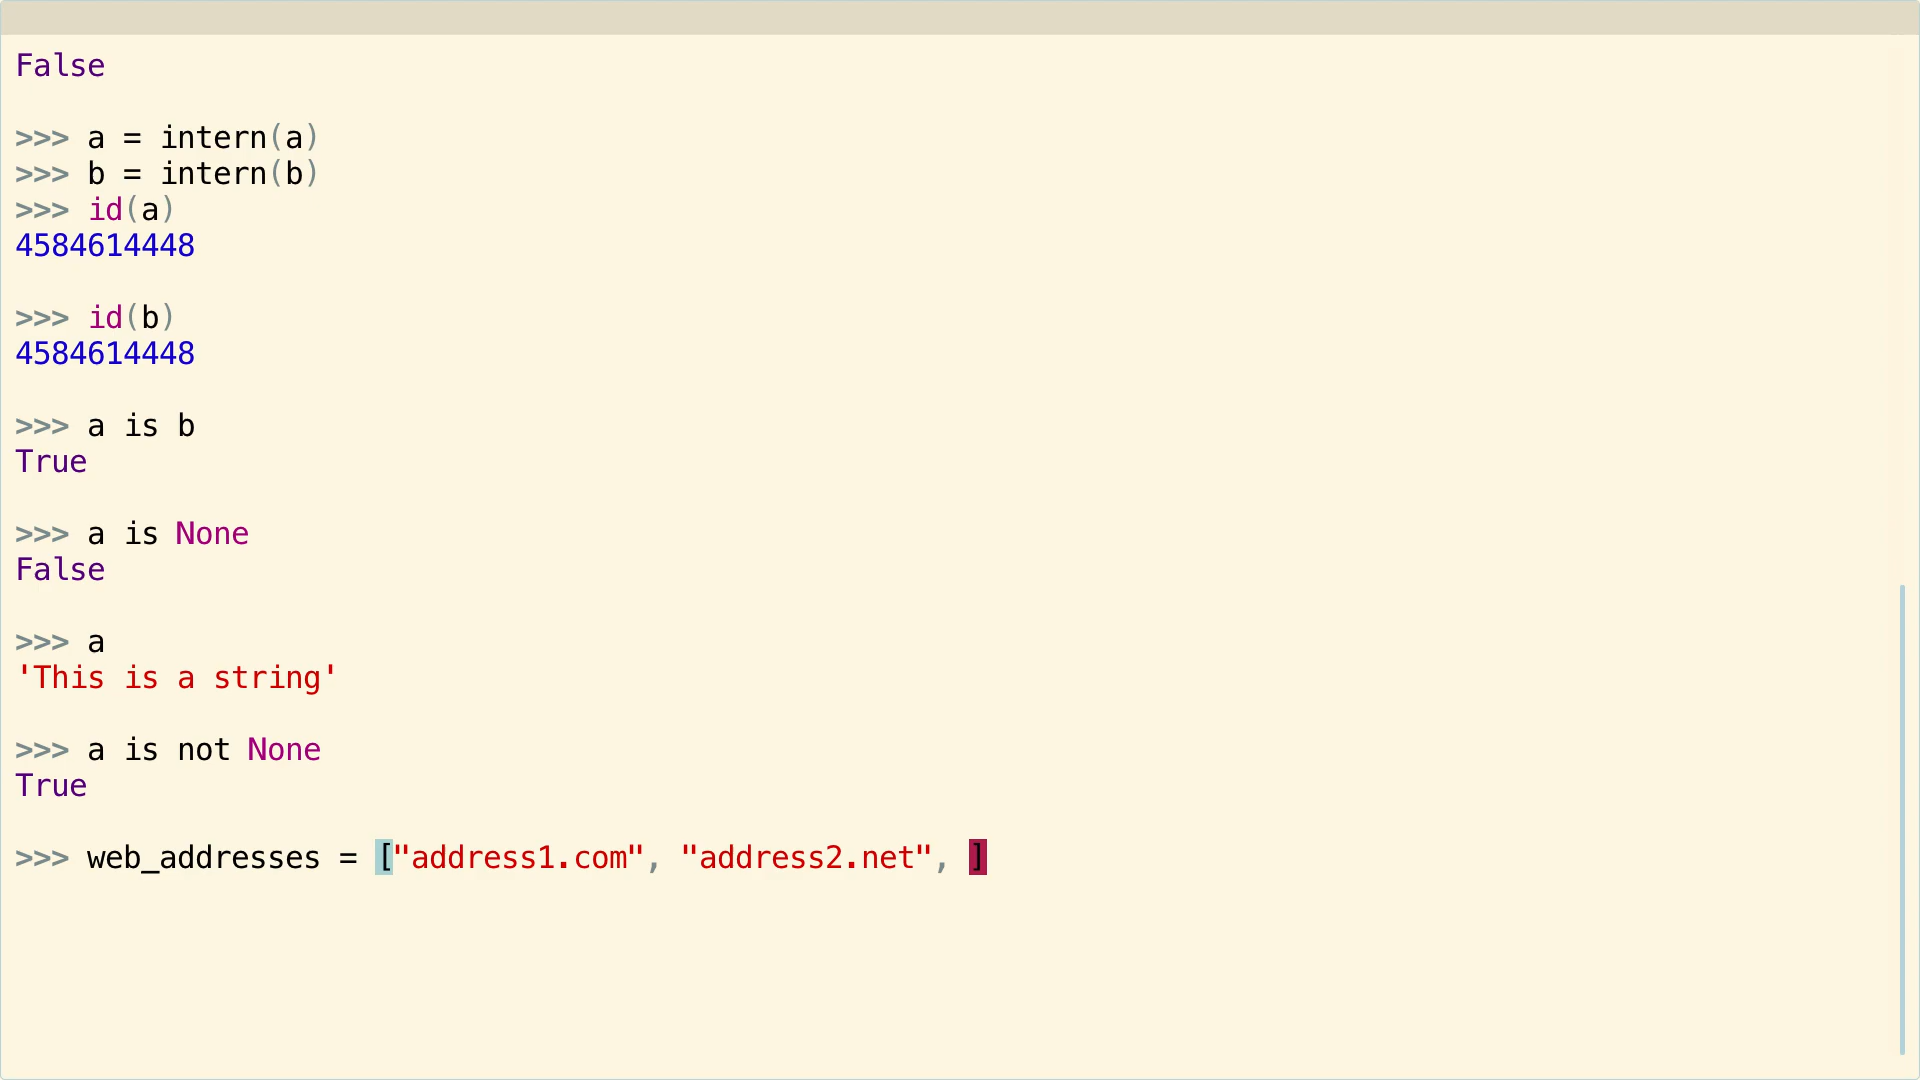 False
>>> a = intern(a)
>>> b = intern(b)
>>> id(a)
4584614448
>>> id(b)
4584614448
>>> a is b
True
>>> a is None
False
>>> a
'This is a string'
>>> a is not None
True
>>> web_addresses = ["address1.com", "address2.net", ]